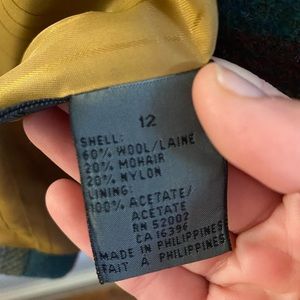 12
SHELL:
60% WOOL/LAINE
20% MOHAIR
20% NYLON
LINING:
100% ACETATE/
ACETATE
RN 52002
CA 16396
MADE IN PHILIPPINES
FAIT A PHILIPPINES